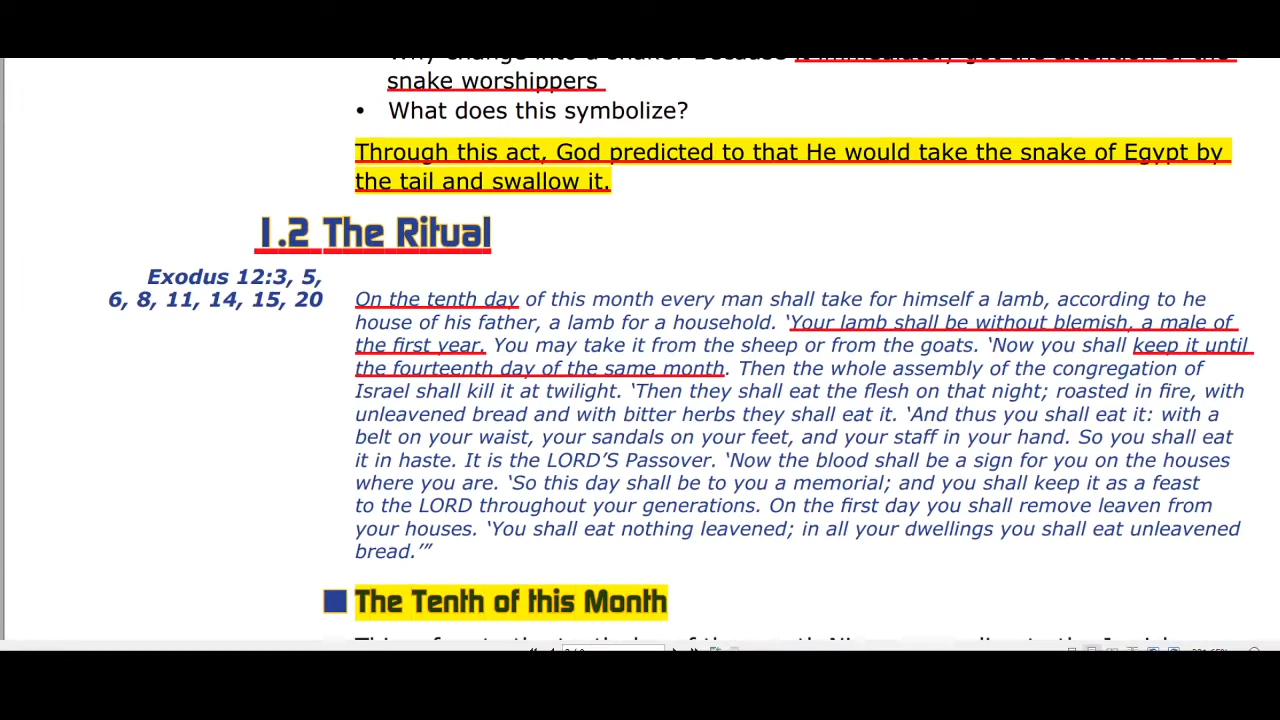 Why change into a snake? Because it immediately got the attention of the
snake worshippers
• What does this symbolize?
Through this act, God predicted to that He would take the snake of Egypt by
the tail and swallow it.
1.2 The Ritual
Exodus 12:3, 5,
6, 8, 11, 14, 15, 20
On the tenth day of this month every man shall take for himself a lamb, according to he
house of his father, a lamb for a household. ‘Your lamb shall be without blemish, a male of
the first year. You may take it from the sheep or from the goats. ‘Now you shall keep it until
the fourteenth day of the same month. Then the whole assembly of the congregation of
Israel shall kill it at twilight. ‘Then they shall eat the flesh on that night; roasted in fire, with
unleavened bread and with bitter herbs they shall eat it. ‘And thus you shall eat it: with a
belt on your waist, your sandals on your feet, and your staff in your hand. So you shall eat
it in haste. It is the LORD’S Passover. ‘Now the blood shall be a sign for you on the houses
where you are. ‘So this day shall be to you a memorial; and you shall keep it as a feast
to the LORD throughout your generations. On the first day you shall remove leaven from
your houses. ‘You shall eat nothing leavened; in all your dwellings you shall eat unleavened
bread.’”
The Tenth of this Month